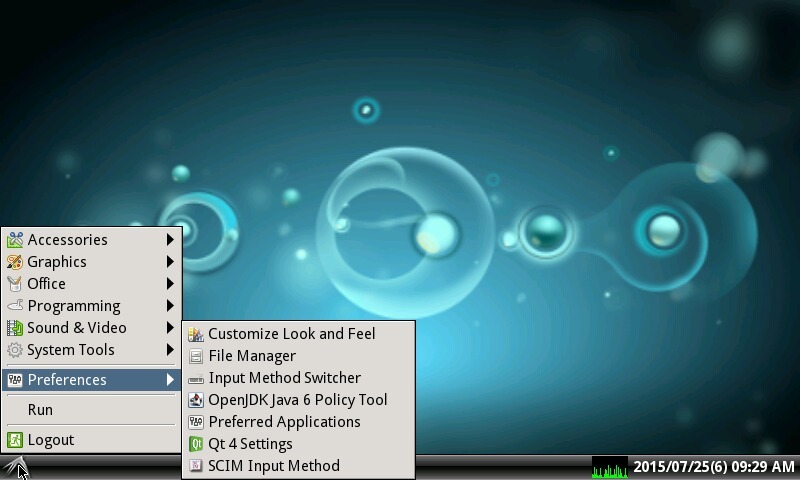 Accessories
Graphics
Office
Programming
Sound & Video
System Tools
Preferences
Run
Logout
Customize Look and Feel
File Manager
Input Method Switcher
OpenJDK Java 6 Policy Tool
Preferred Applications
Qt 4 Settings
SCIM Input Method
2015/07/25(6) 09:29 AM